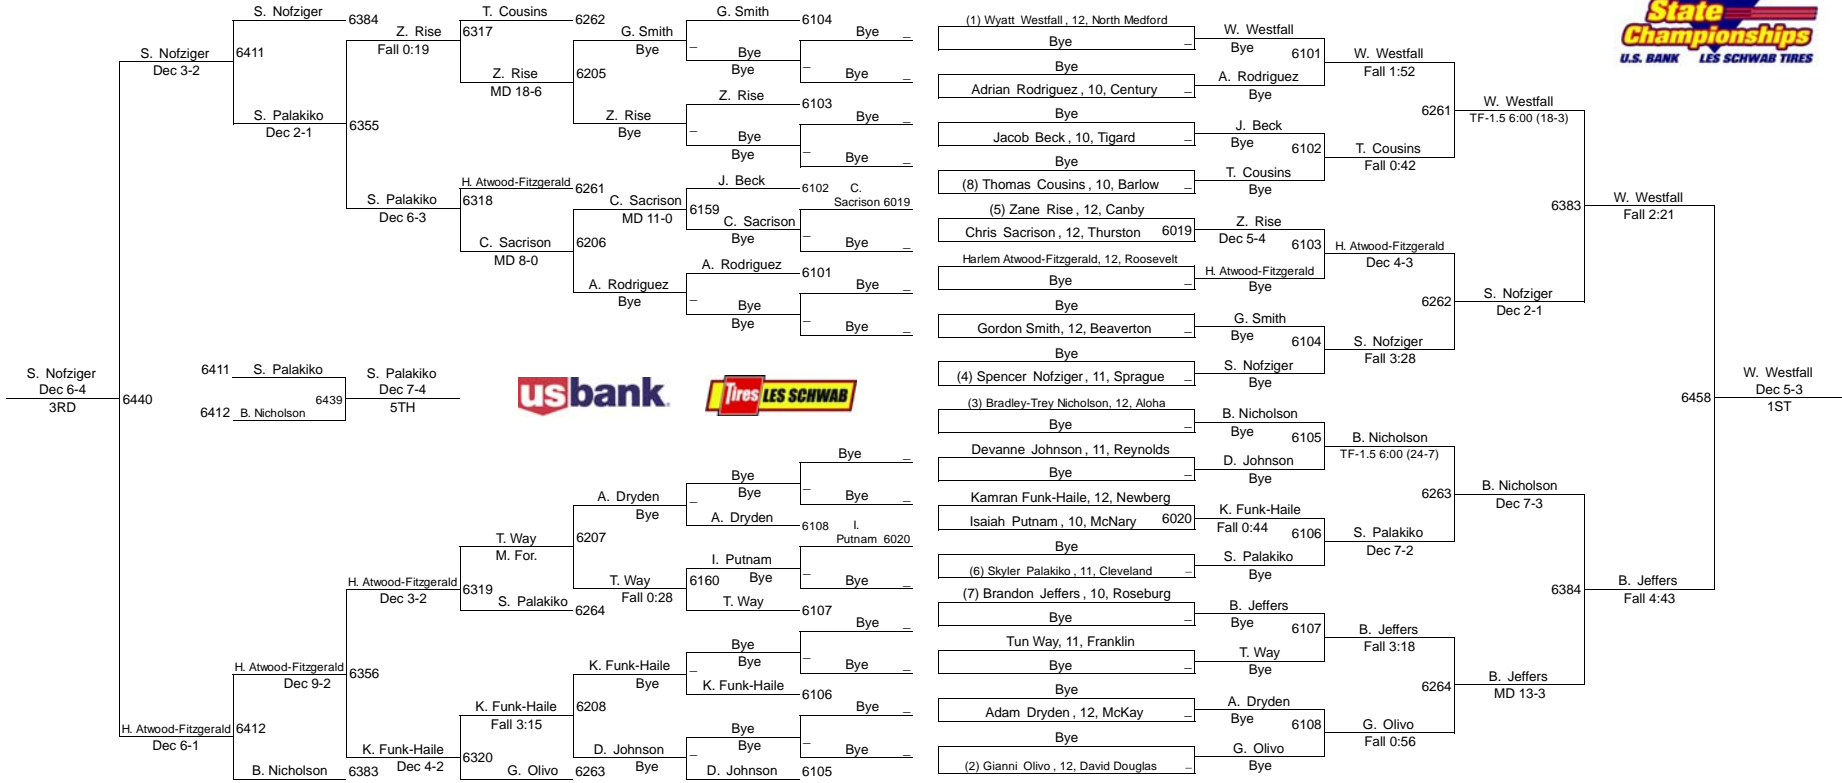 State
Championships
U.S. BANK LES SCHWAB TIRES
S. Nofziger
6384
S. Nofziger
Dec 3-2
6411
S. Palakiko
Dec 2-1
Z. Rise
Fall 0:19
6355
S. Palakiko
Dec 6-3
T. Cousins
6262
6317
Z. Rise
MD 18-6
H. Atwood-Fitzgerald
6261
6318
C. Sacrison
MD 8-0
G. Smith
Bye
6205
Z. Rise
Bye
C. Sacrison
MD 11-0
6206
A. Rodriguez
Bye
G. Smith
6104
_
Bye
Bye
Z. Rise
6103
_
Bye
Bye
J. Beck
6102
6159
C. Sacrison
Bye
A. Rodriguez
6101
_
Bye
Bye
Bye _
_
Bye _
Bye _
_
Bye _
C.
Sacrison 6019
_
Bye _
Bye _
_
Bye _
S. Nofziger
Dec 6-4
3RD
6440
6411
S. Palakiko
6439
6412
B. Nicholson
S. Palakiko
Dec 7-4
5TH
usbank
Tires LES SCHWAB
H. Atwood-Fitzgerald
Dec 6-1
H. Atwood-Fitzgerald
Dec 9-2
6412
B. Nicholson
6383
H. Atwood-Fitzgerald
Dec 3-2
6356
K. Funk-Haile
Dec 4-2
T. Way
M. For.
6319
S. Palakiko
6264
K. Funk-Haile
Fall 3:15
6320
G. Olivo
6263
A. Dryden
Bye
6207
T. Way
Fall 0:28
K. Funk-Haile
Bye
6208
D. Johnson
Bye
Bye
Bye
_
A. Dryden
6108
I. Putnam
6160
Bye
T. Way
6107
Bye
Bye
_
K. Funk-Haile
6106
Bye
Bye
_
D. Johnson
6105
Bye _
_
Bye _
I.
Putnam 6020
_
Bye _
Bye _
_
Bye _
Bye _
_
Bye _
(1) Wyatt Westfall , 12, North Medford
Bye _
Bye
Adrian Rodriguez , 10, Century _
Bye
Jacob Beck , 10, Tigard _
Bye
(8) Thomas Cousins , 10, Barlow _
(5) Zane Rise , 12, Canby
Chris Sacrison , 12, Thurston 6019
Harlem Atwood-Fitzgerald, 12, Roosevelt
Bye _
Bye
Gordon Smith, 12, Beaverton _
Bye
(4) Spencer Nofziger , 11, Sprague _
(3) Bradley-Trey Nicholson, 12, Aloha
Bye _
Devanne Johnson , 11, Reynolds
Bye _
Kamran Funk-Haile, 12, Newberg
Isaiah Putnam , 10, McNary 6020
Bye
(6) Skyler Palakiko , 11, Cleveland _
(7) Brandon Jeffers , 10, Roseburg
Bye _
Tun Way, 11, Franklin
Bye _
Bye
Adam Dryden , 12, McKay _
Bye
(2) Gianni Olivo , 12, David Douglas _
W. Westfall
Bye
6101
A. Rodriguez
Bye
J. Beck
Bye
6102
T. Cousins
Bye
Z. Rise
Dec 5-4
6103
H. Atwood-Fitzgerald
Bye
G. Smith
Bye
6104
S. Nofziger
Bye
B. Nicholson
Bye
6105
D. Johnson
Bye
K. Funk-Haile
Fall 0:44
6106
S. Palakiko
Bye
B. Jeffers
Bye
6107
T. Way
Bye
A. Dryden
Bye
6108
G. Olivo
Bye
W. Westfall
Fall 1:52
6261
T. Cousins
Fall 0:42
H. Atwood-Fitzgerald
Dec 4-3
6262
S. Nofziger
Fall 3:28
B. Nicholson
TF-1.5 6:00 (24-7)
6263
S. Palakiko
Dec 7-2
B. Jeffers
Fall 3:18
6264
G. Olivo
Fall 0:56
W. Westfall
TF-1.5 6:00 (18-3)
6383
S. Nofziger
Dec 2-1
B. Nicholson
Dec 7-3
6384
B. Jeffers
MD 13-3
W. Westfall
Fall 2:21
6458
B. Jeffers
Fall 4:43
W. Westfall
Dec 5-3
1ST